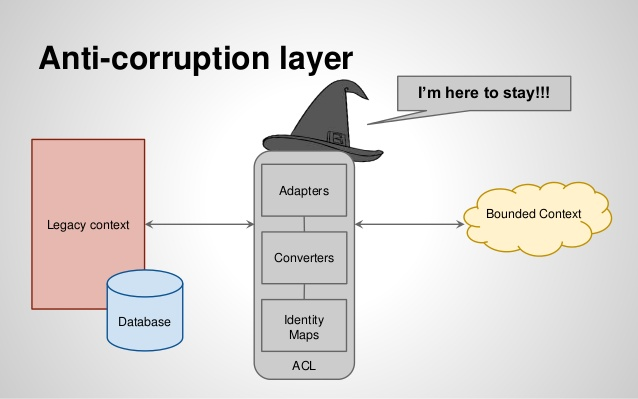 Anti-corruption layer
I'm here to stay!!!
Legacy context
Database
Adapters
Converters
Identity
Maps
ACL
Bounded Context